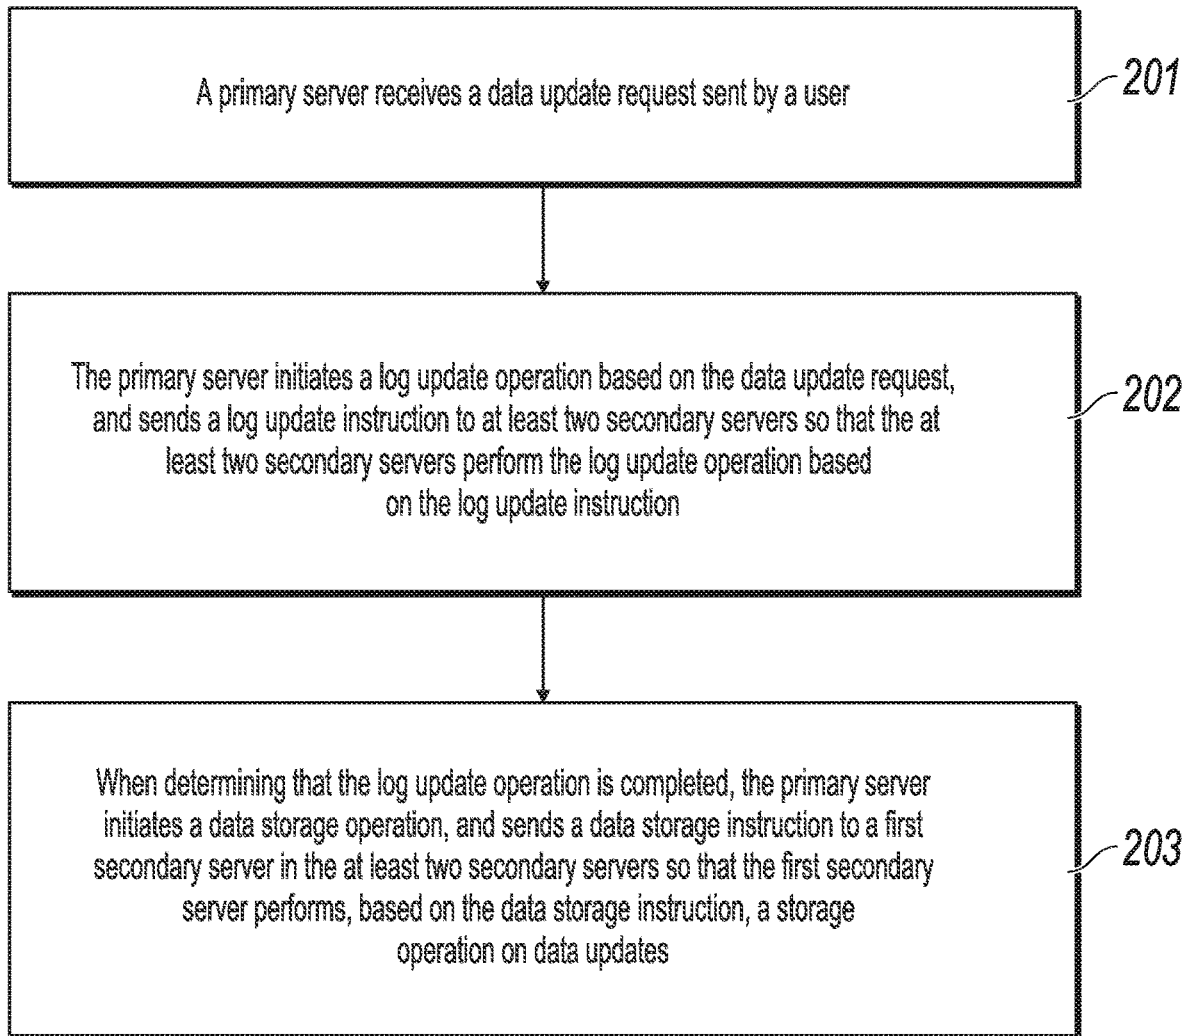 A primary server receives a data update request sent by a user
201
The primary server initiates a log update operation based on the data update request,
and sends a log update instruction to at least two secondary servers so that the at
least two secondary servers perform the log update operation based
on the log update instruction
202
When determining that the log update operation is completed, the primary server
initiates a data storage operation, and sends a data storage instruction to a first
secondary server in the at least two secondary servers so that the first secondary
server performs, based on the data storage instruction, a storage
operation on data updates
203